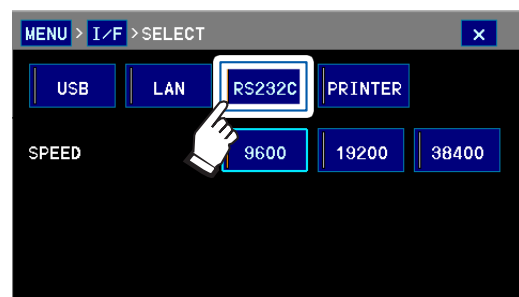 MENU > I/F >SELECT x
USB LAN RS232C PRINTER
SPEED 9600 19200 38400